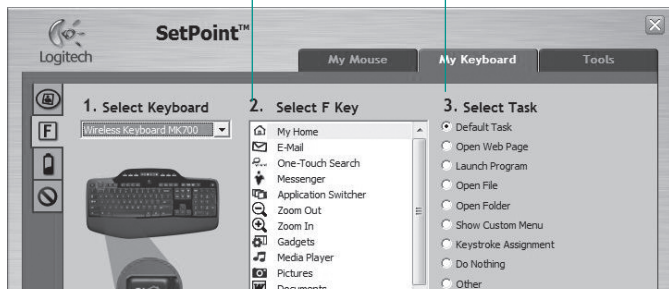 SetPoint™
Logitech
My Mouse
My Keyboard
Tools
1. Select Keyboard
Wireless Keyboard MK700
2. Select F Key
My Home
E-Mail
One-Touch Search
Messenger
Application Switcher
Zoom Out
Zoom In
Gadgets
Media Player
Pictures
Documents
3. Select Task
Default Task
Open Web Page
Launch Program
Open File
Open Folder
Show Custom Menu
Keystroke Assignment
Do Nothing
Other